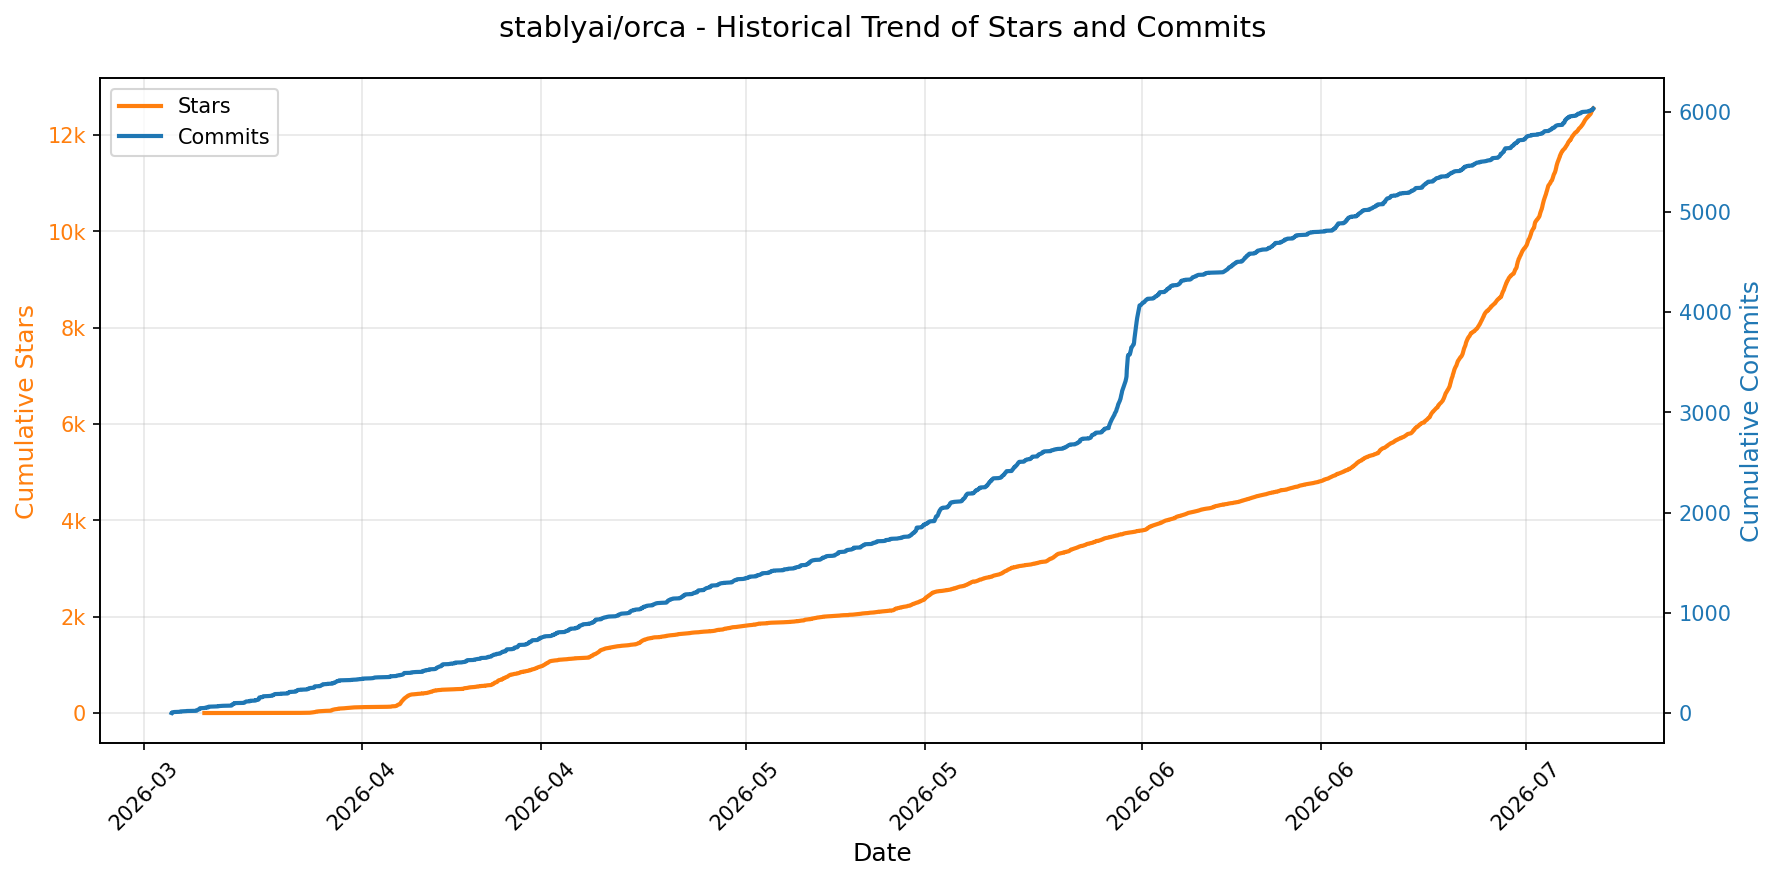 stablyai/orca - Historical Trend of Stars and Commits
Stars
Commits
Cumulative Stars
12k
10k
8k
6k
4k
2k
0
Cumulative Commits
6000
5000
4000
3000
2000
1000
0
2026-03
2026-04
2026-04
2026-05
2026-05
2026-06
2026-06
2026-07
Date